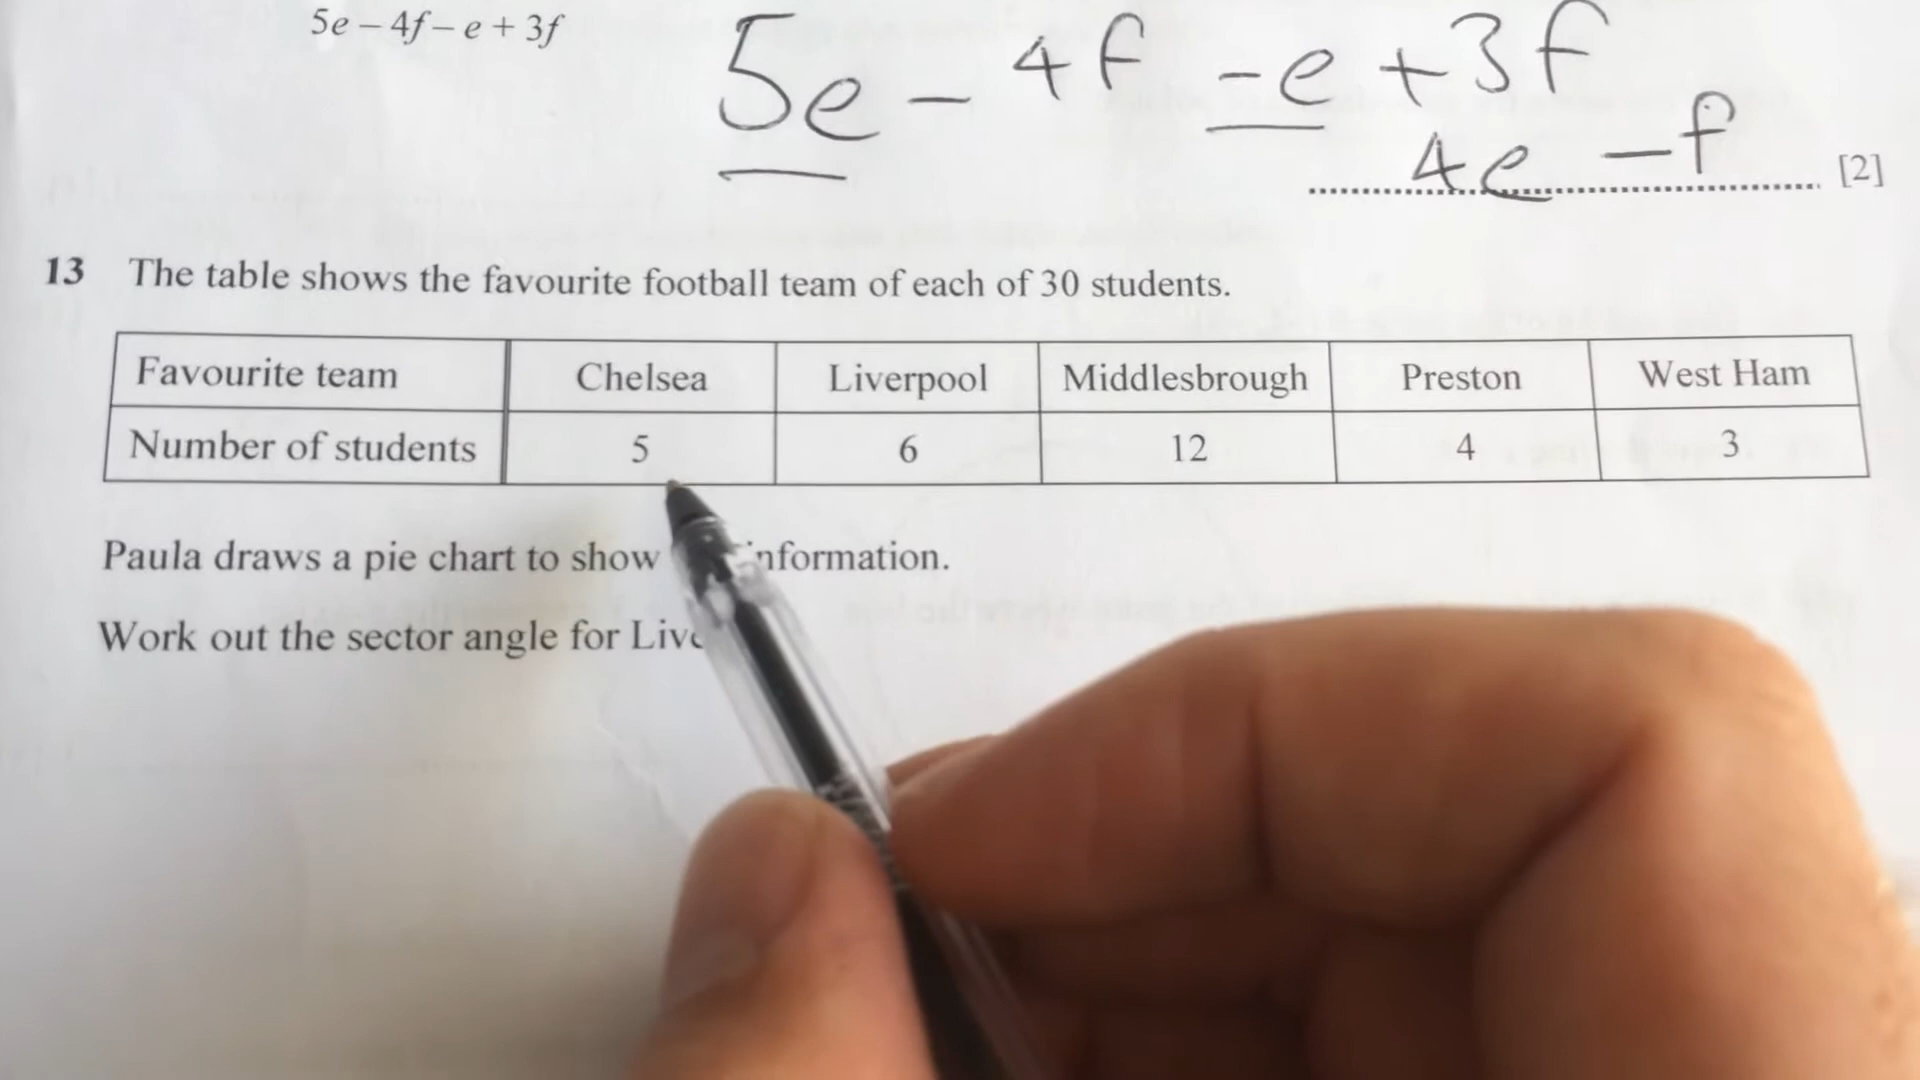 5e – 4f – e + 3f
5e – 4f – e + 3f
4e – f [2]
13 The table shows the favourite football team of each of 30 students.
Favourite team Chelsea Liverpool Middlesbrough Preston West Ham
Number of students 5 6 12 4 3
Paula draws a pie chart to show information.
Work out the sector angle for